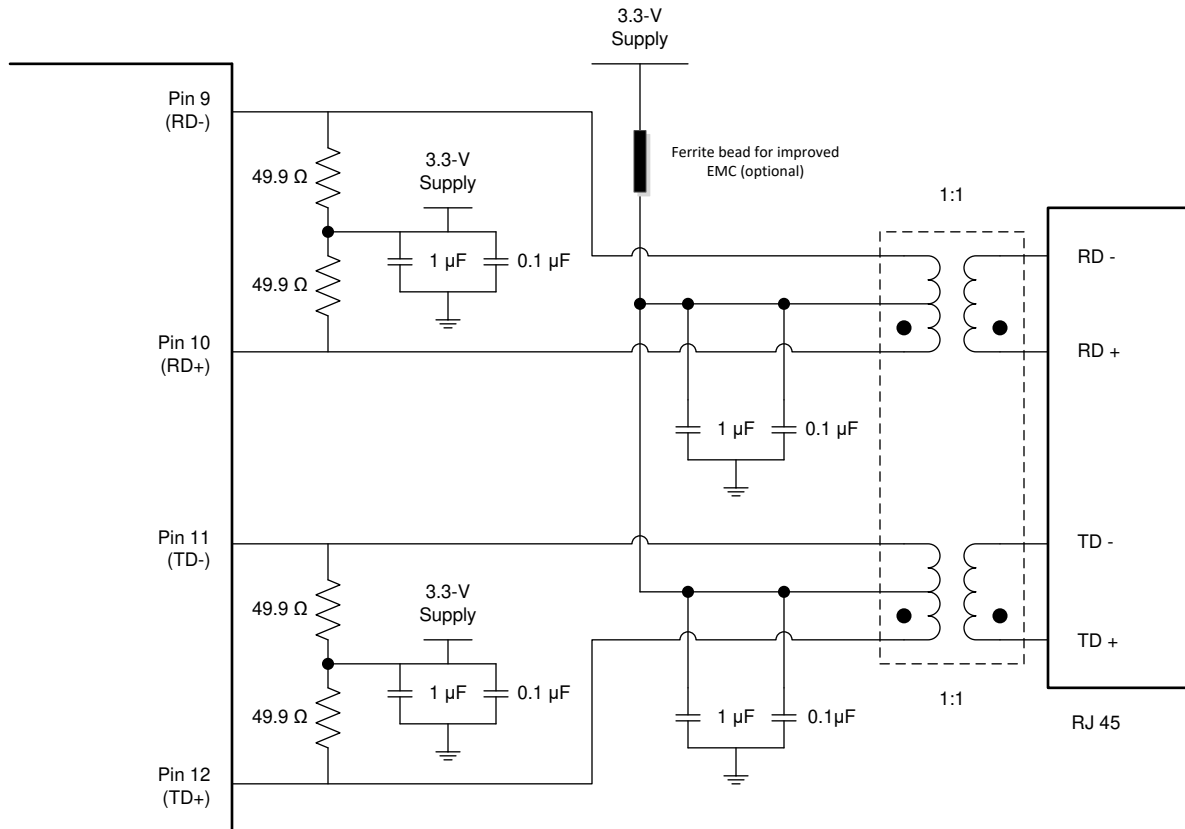 3.3-V
Supply
Pin 9
(RD-)
Ferrite bead for improved
EMC (optional)
3.3-V
Supply
49.9 Ω
1:1
1 µF
0.1 µF
RD -
49.9 Ω
Pin 10
(RD+)
RD +
1 µF
0.1 µF
Pin 11
(TD-)
TD -
3.3-V
Supply
49.9 Ω
TD +
1 µF
0.1 µF
49.9 Ω
1 µF
0.1µF
1:1
RJ 45
Pin 12
(TD+)